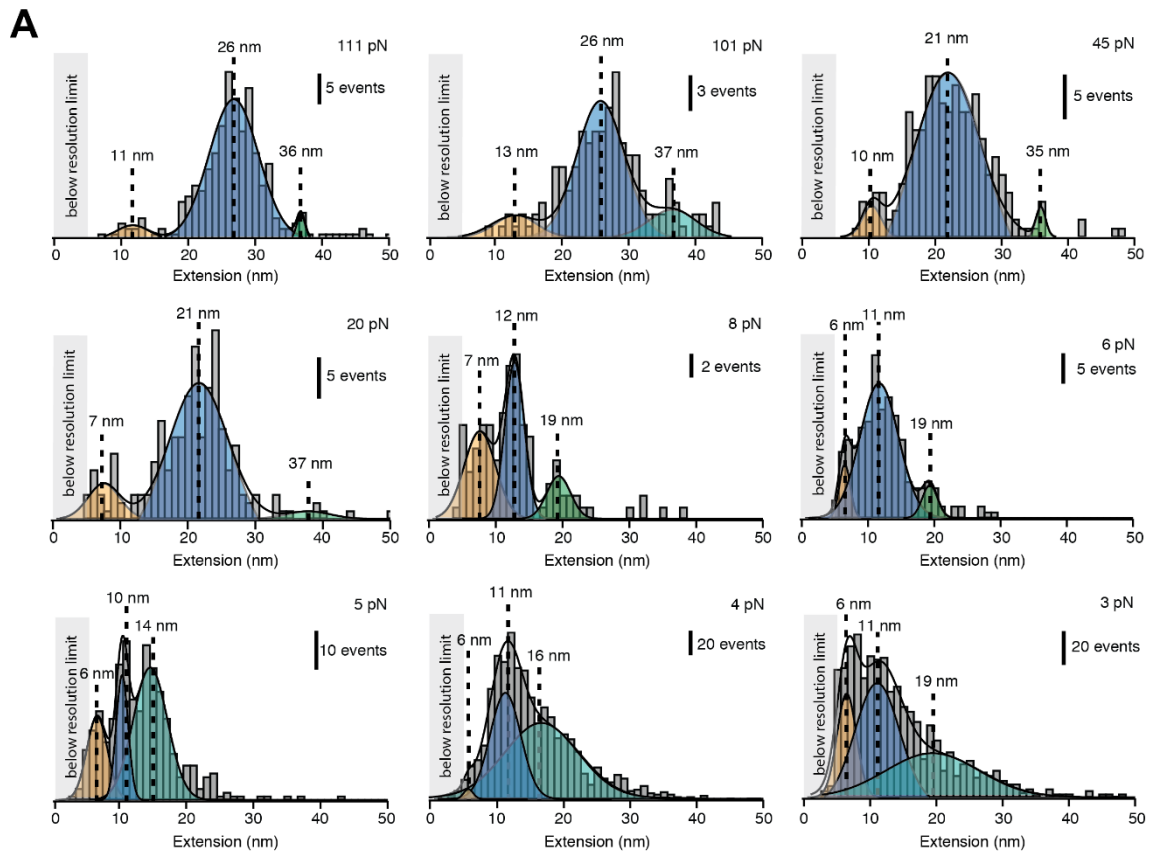 A
below resolution limit
11 nm
26 nm
36 nm
111 pN
5 events
0 10 20 30 40 50
Extension (nm)
below resolution limit
13 nm
26 nm
37 nm
101 pN
3 events
0 10 20 30 40 50
Extension (nm)
below resolution limit
10 nm
21 nm
35 nm
45 pN
5 events
0 10 20 30 40 50
Extension (nm)
below resolution limit
7 nm
21 nm
37 nm
20 pN
5 events
0 10 20 30 40 50
Extension (nm)
below resolution limit
7 nm
12 nm
19 nm
8 pN
2 events
0 10 20 30 40 50
Extension (nm)
below resolution limit
6 nm
11 nm
19 nm
6 pN
5 events
0 10 20 30 40 50
Extension (nm)
below resolution limit
6 nm
10 nm
14 nm
5 pN
10 events
0 10 20 30 40 50
Extension (nm)
below resolution limit
6 nm
11 nm
16 nm
4 pN
20 events
0 10 20 30 40 50
Extension (nm)
below resolution limit
6 nm
11 nm
19 nm
3 pN
20 events
0 10 20 30 40 50
Extension (nm)